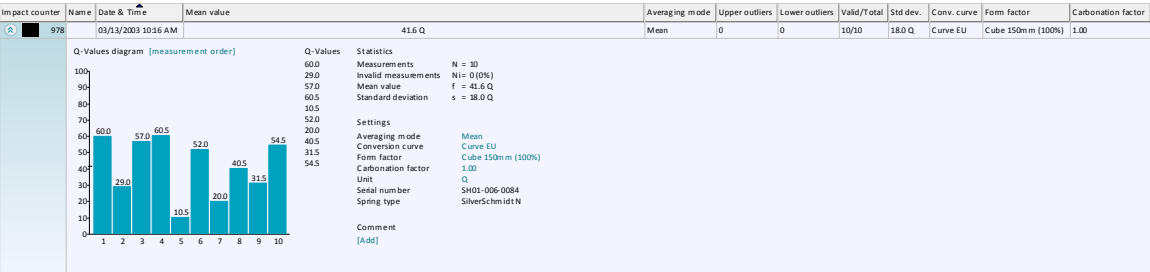 Impact counter Name Date & Time Mean value Averaging mode Upper outliers Lower outliers Valid/Total Std dev. Conv. curve Form factor Carbonation factor
978 03/13/2003 10:16 AM 41.6 Q Mean 0 0 10/10 18.0 Q Curve EU Cube 150mm (100%) 1.00
Q-Values diagram [measurement order]
100
90
80
70
60
50
40
30
20
10
0
60.0
29.0
57.0
60.5
10.5
52.0
20.0
40.5
31.5
54.5
1 2 3 4 5 6 7 8 9 10
Q-Values
60.0
29.0
57.0
60.5
10.5
52.0
20.0
40.5
31.5
54.5
Statistics
Measurements N = 10
Invalid measurements Ni = 0 (0%)
Mean value f = 41.6 Q
Standard deviation s = 18.0 Q
Settings
Averaging mode Mean
Conversion curve Curve EU
Form factor Cube 150mm (100%)
Carbonation factor 1.00
Unit Q
Serial number SH01-006-0084
Spring type SilverSchmidt N
Comment
[Add]